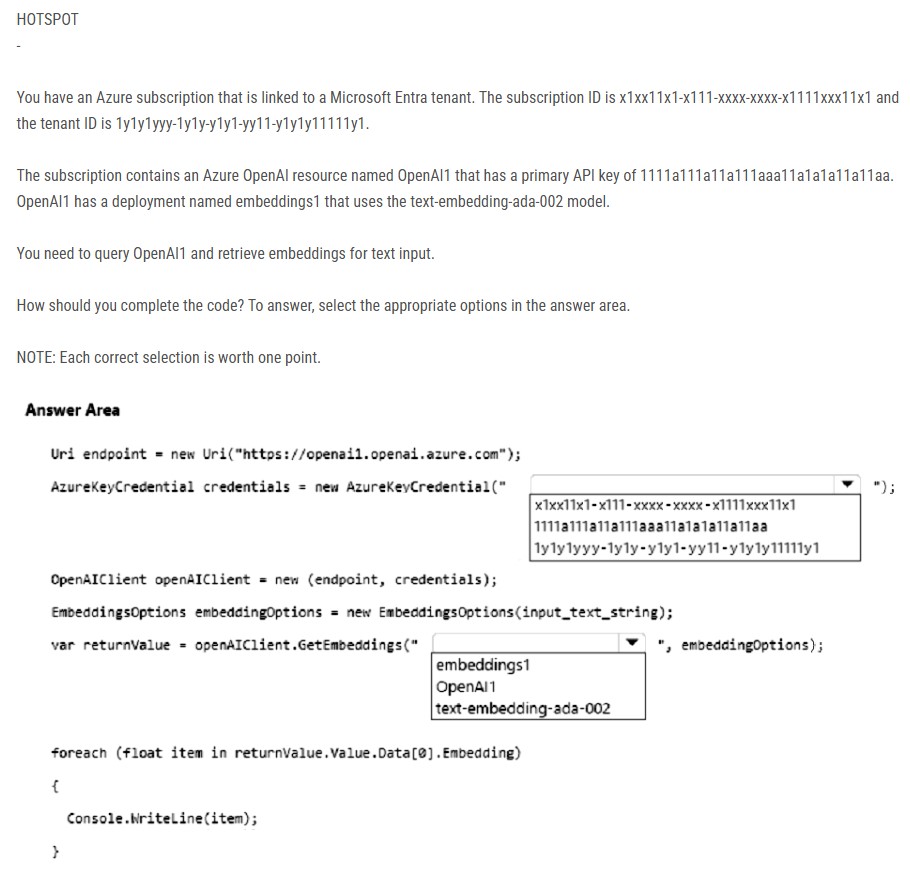 HOTSPOT
-
You have an Azure subscription that is linked to a Microsoft Entra tenant. The subscription ID is x1xx11x1-x111-xxxx-xxxx-x1111xxx11x1 and
the tenant ID is 1y1y1yyy-1y1y-y1y1-yy11-y1y1y11111y1.
The subscription contains an Azure OpenAI resource named OpenAI1 that has a primary API key of 1111a111a11a111aaa11a1a1a11a11aa.
OpenAI1 has a deployment named embeddings1 that uses the text-embedding-ada-002 model.
You need to query OpenAI1 and retrieve embeddings for text input.
How should you complete the code? To answer, select the appropriate options in the answer area.
NOTE: Each correct selection is worth one point.
Answer Area
Uri endpoint = new Uri("https://openai1.openai.azure.com");
AzureKeyCredential credentials = new AzureKeyCredential(" ");
x1xx11x1-x111-xxxx-xxxx-x1111xxx11x1
1111a111a11a111aaa11a1a1a11a11aa
1y1y1yyy-1y1y-y1y1-yy11-y1y1y11111y1
OpenAIClient openAIClient = new (endpoint, credentials);
EmbeddingsOptions embeddingOptions = new EmbeddingsOptions(input_text_string);
var returnValue = openAIClient.GetEmbeddings(" ", embeddingOptions);
embeddings1
OpenAI1
text-embedding-ada-002
foreach (float item in returnValue.Value.Data[0].Embedding)
{
Console.WriteLine(item);
}